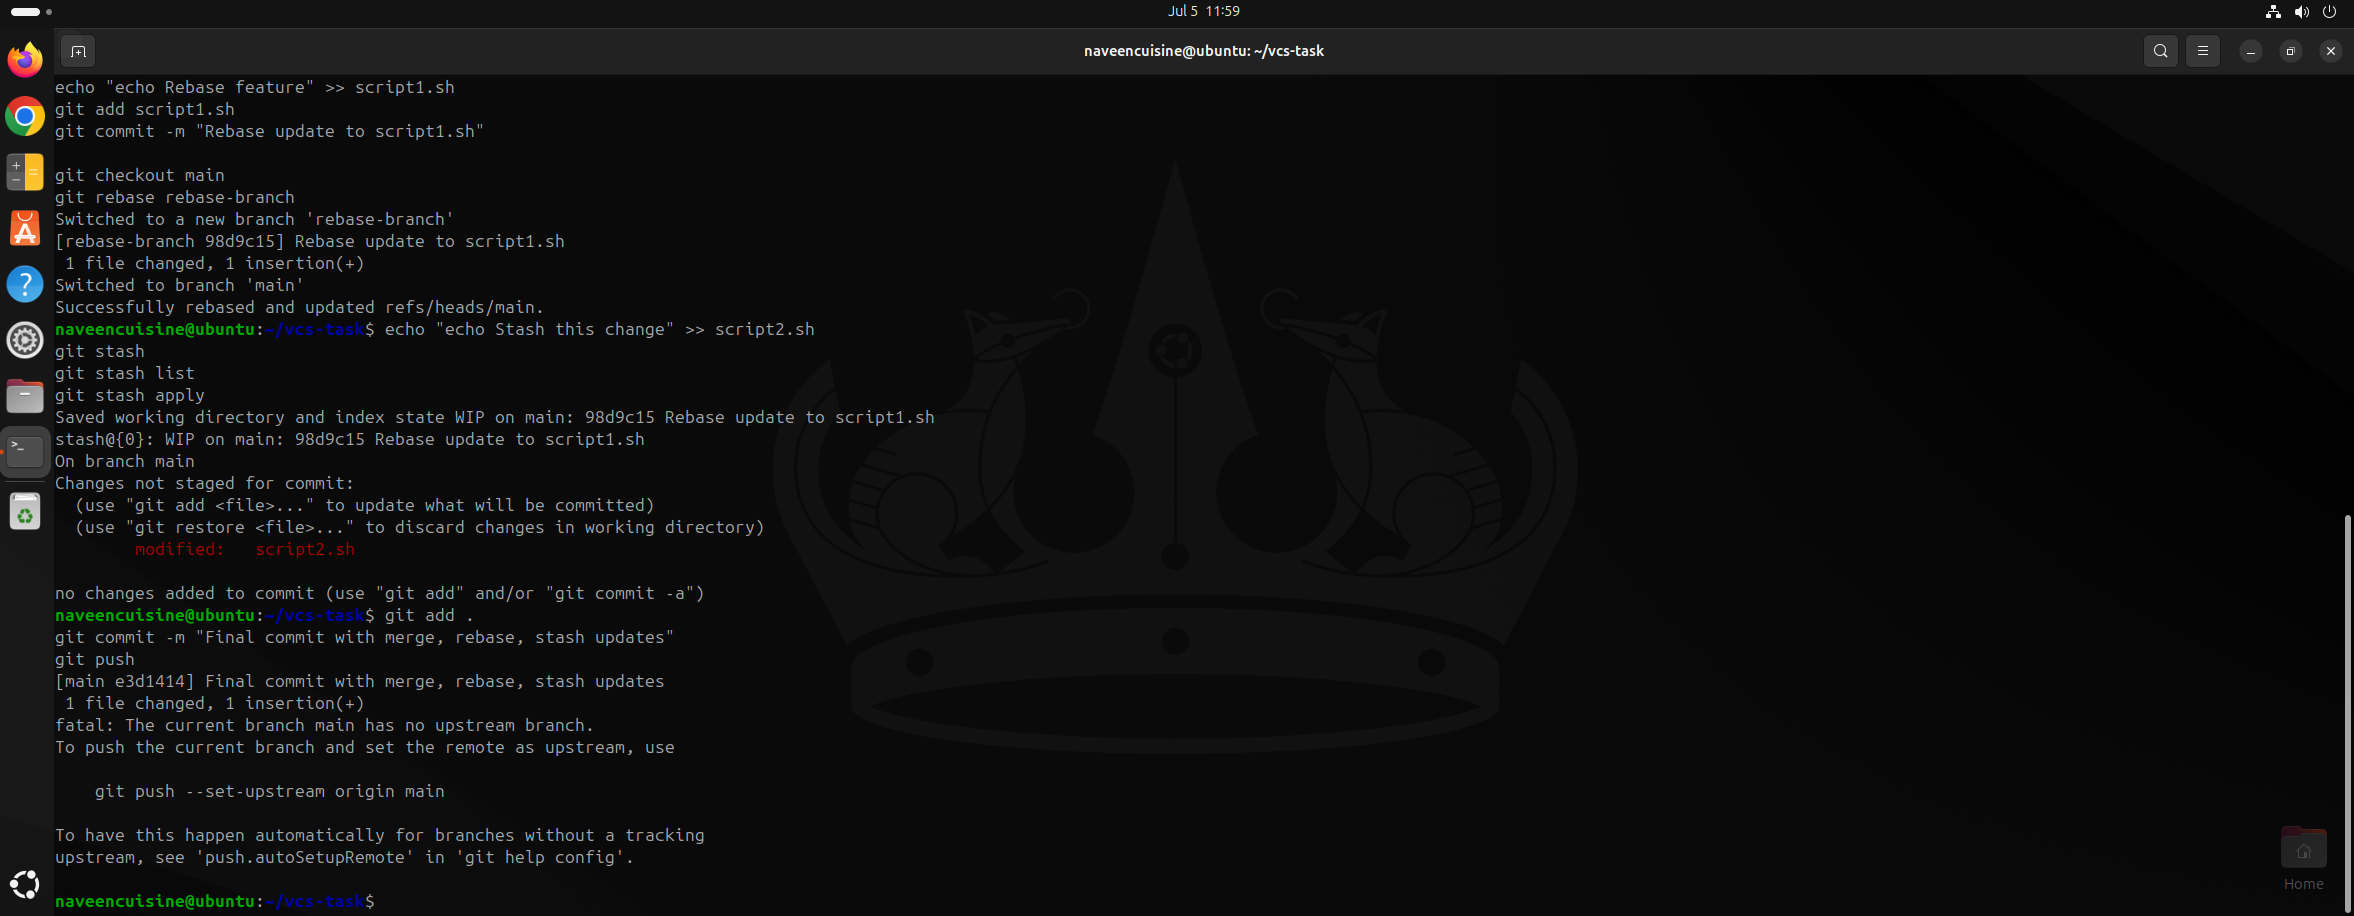 Jul 5 11:59
naveencuisine@ubuntu: ~/vcs-task
echo "echo Rebase feature" >> script1.sh
git add script1.sh
git commit -m "Rebase update to script1.sh"
git checkout main
git rebase rebase-branch
Switched to a new branch 'rebase-branch'
[rebase-branch 98d9c15] Rebase update to script1.sh
 1 file changed, 1 insertion(+)
Switched to branch 'main'
Successfully rebased and updated refs/heads/main.
naveencuisine@ubuntu:~/vcs-task$ echo "echo Stash this change" >> script2.sh
git stash
git stash list
git stash apply
Saved working directory and index state WIP on main: 98d9c15 Rebase update to script1.sh
stash@{0}: WIP on main: 98d9c15 Rebase update to script1.sh
On branch main
Changes not staged for commit:
  (use "git add <file>..." to update what will be committed)
  (use "git restore <file>..." to discard changes in working directory)
        modified:   script2.sh
no changes added to commit (use "git add" and/or "git commit -a")
naveencuisine@ubuntu:~/vcs-task$ git add .
git commit -m "Final commit with merge, rebase, stash updates"
git push
[main e3d1414] Final commit with merge, rebase, stash updates
 1 file changed, 1 insertion(+)
fatal: The current branch main has no upstream branch.
To push the current branch and set the remote as upstream, use
    git push --set-upstream origin main
To have this happen automatically for branches without a tracking
upstream, see 'push.autoSetupRemote' in 'git help config'.
naveencuisine@ubuntu:~/vcs-task$
Home